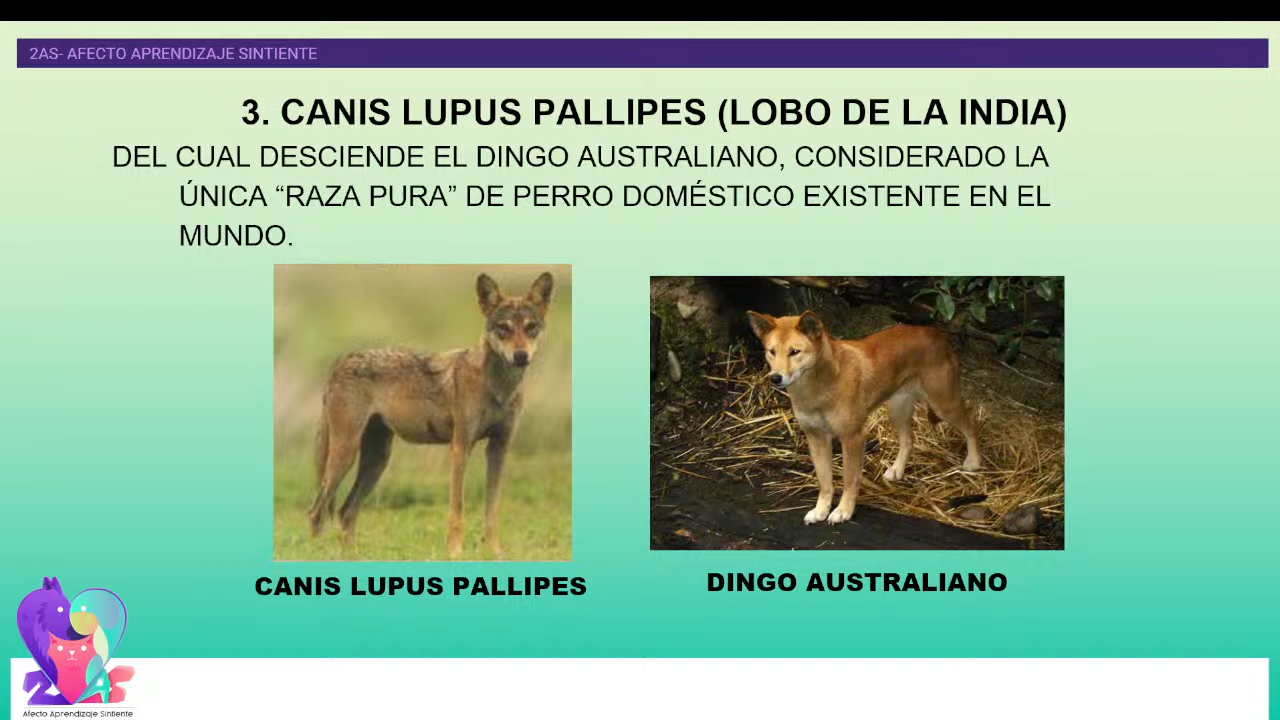 2AS- AFECTO APRENDIZAJE SINTIENTE
3. CANIS LUPUS PALLIPES (LOBO DE LA INDIA)
DEL CUAL DESCIENDE EL DINGO AUSTRALIANO, CONSIDERADO LA
ÚNICA “RAZA PURA” DE PERRO DOMÉSTICO EXISTENTE EN EL
MUNDO.
CANIS LUPUS PALLIPES
DINGO AUSTRALIANO
2AS
Afecto Aprendizaje Sintiente